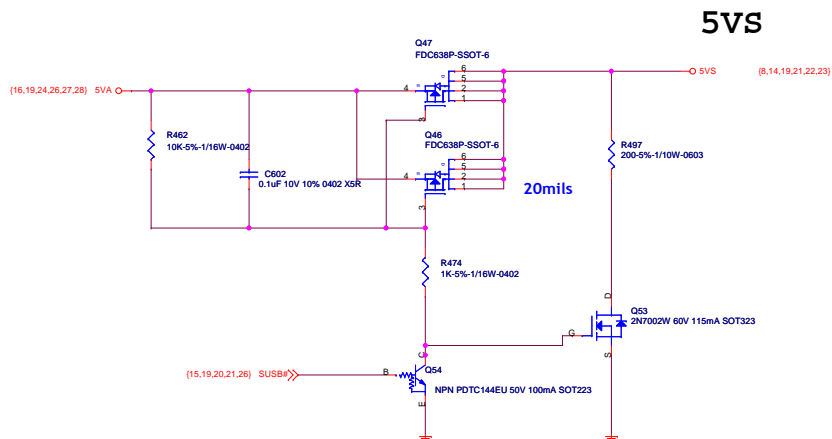 5VS
Q47
FDC638P-SSOT-6
{16,19,24,26,27,28} 5VA
4
6
5
2
1
3
5VS {8,14,19,21,22,23}
R462
10K-5%-1/16W-0402
C602
0.1uF 10V 10% 0402 X5R
Q46
FDC638P-SSOT-6
4
6
5
2
1
3
20mils
R497
200-5%-1/10W-0603
R474
1K-5%-1/16W-0402
D
G
S
Q53
2N7002W 60V 115mA SOT323
{15,19,20,21,26} SUSB#
B
C
E
Q54
NPN PDTC144EU 50V 100mA SOT223